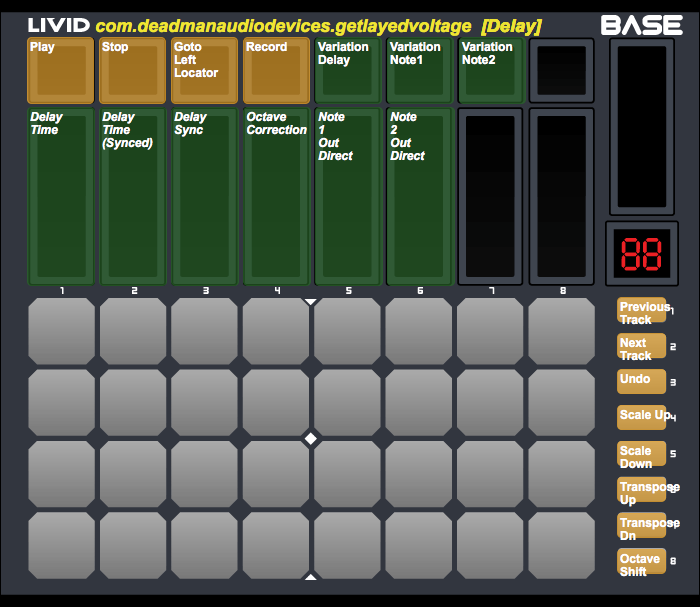 LIVID com.deadmanaudiodevices.getlayedvoltage [Delay] BASE
Play
Stop
Goto
Left
Locator
Record
Variation
Delay
Variation
Note1
Variation
Note2
Delay
Time
Delay
Time
(Synced)
Delay
Sync
Octave
Correction
Note
1
Out
Direct
Note
2
Out
Direct
88
1 2 3 4 5 6 7 8
Previous
Track
1
Next
Track
2
Undo
3
Scale Up
4
Scale
Down
5
Transpose
Up
Transpose
Dn
Octave
Shift
8